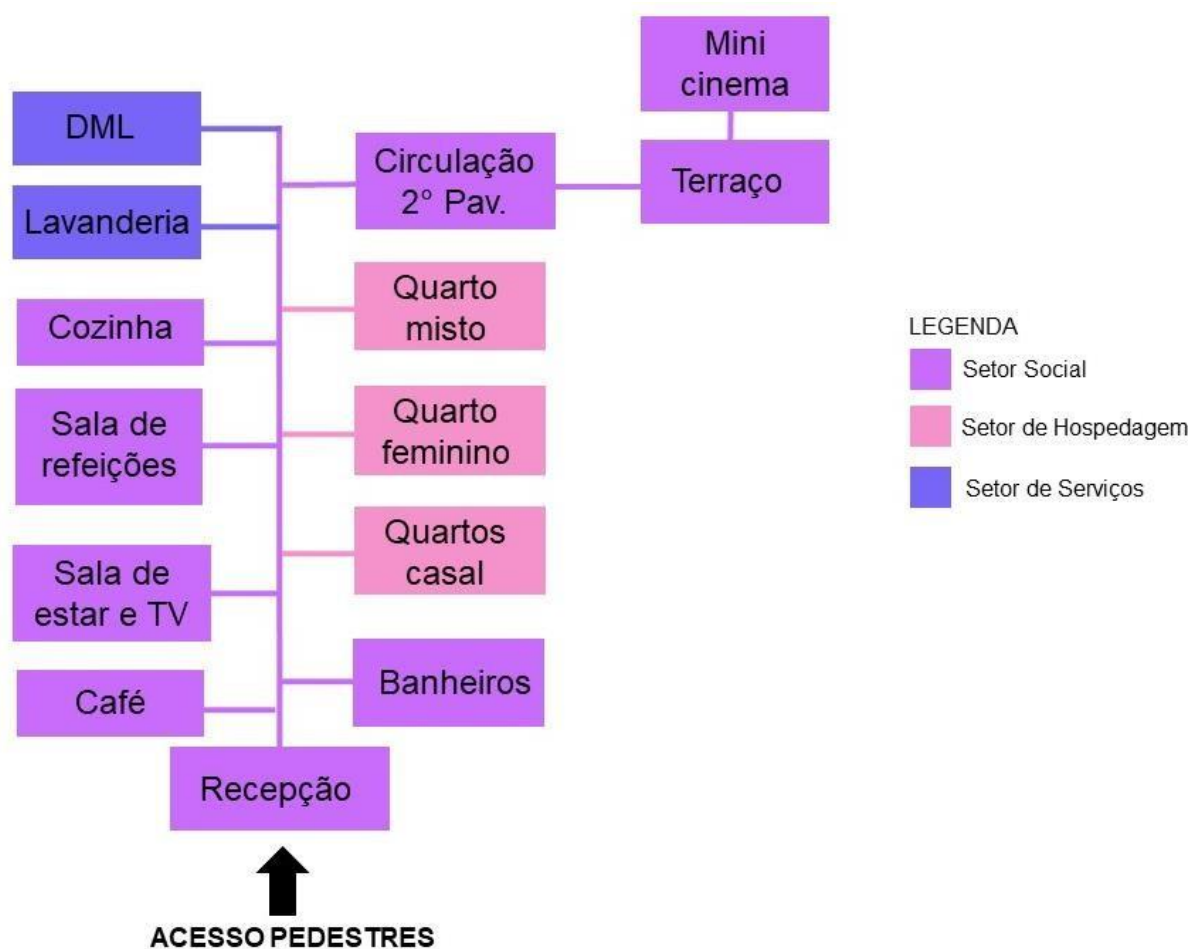 Mini
cinema
DML
Circulação
2° Pav.
Terraço
Lavanderia
Quarto
misto
Cozinha
Sala de
refeições
Quarto
feminino
Quartos
casal
Sala de
estar e TV
Banheiros
Café
Recepção
ACESSO PEDESTRES
LEGENDA
Setor Social
Setor de Hospedagem
Setor de Serviços